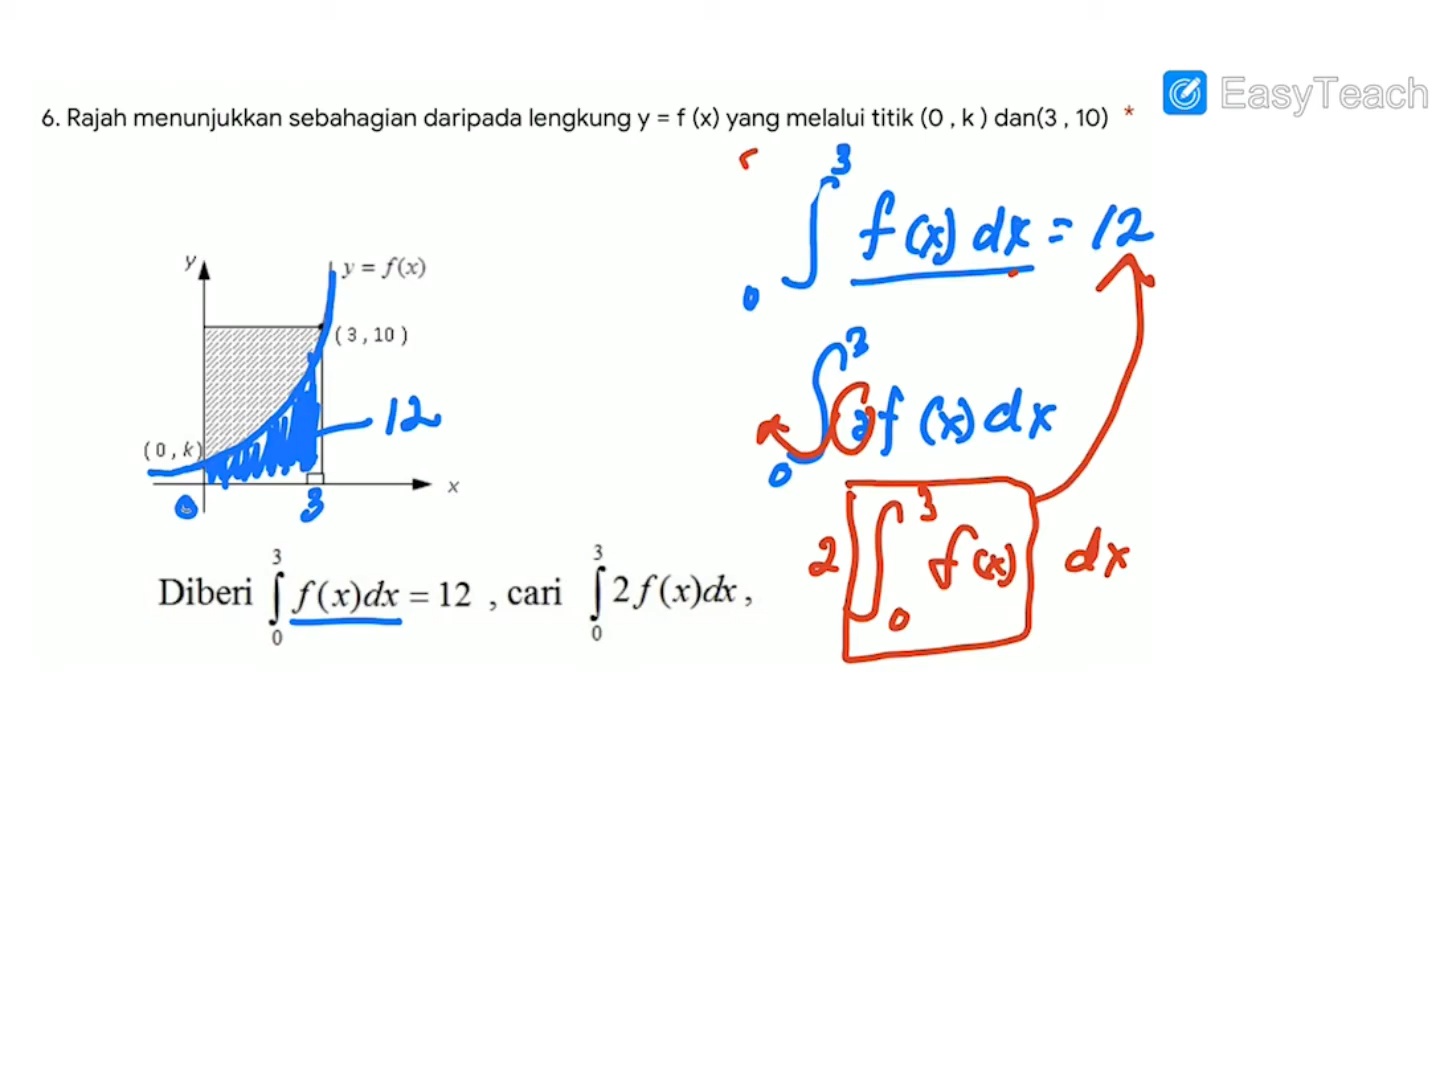 EasyTeach
6. Rajah menunjukkan sebahagian daripada lengkung y = f (x) yang melalui titik (0 , k ) dan(3 , 10) *
y
y = f(x)
( 3 , 10 )
(0, k)
x
12
0
3
Diberi ∫₀³ f(x)dx = 12 , cari ∫₀³ 2f(x)dx ,
∫₀³ f(x) dx = 12
∫₀³ 2f(x) dx
2 ∫₀³ f(x) dx